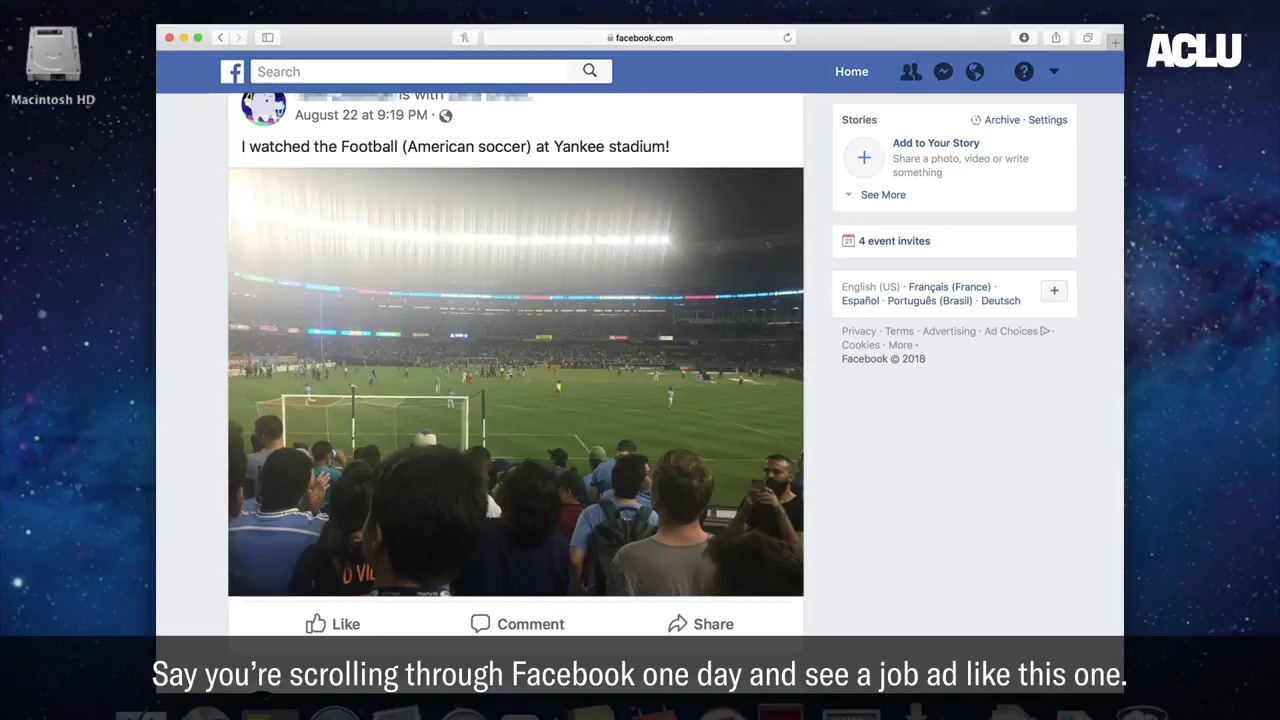 Macintosh HD
facebook.com
ACLU
Search
Home
is with
August 22 at 9:19 PM ·
I watched the Football (American soccer) at Yankee stadium!
Stories
Archive · Settings
Add to Your Story
Share a photo, video or write
something
See More
21
4 event invites
English (US) · Français (France) ·
Español · Português (Brasil) · Deutsch
Privacy · Terms · Advertising · Ad Choices ·
Cookies · More
Facebook © 2018
D VIL
Like
Comment
Share
Say you're scrolling through Facebook one day and see a job ad like this one.